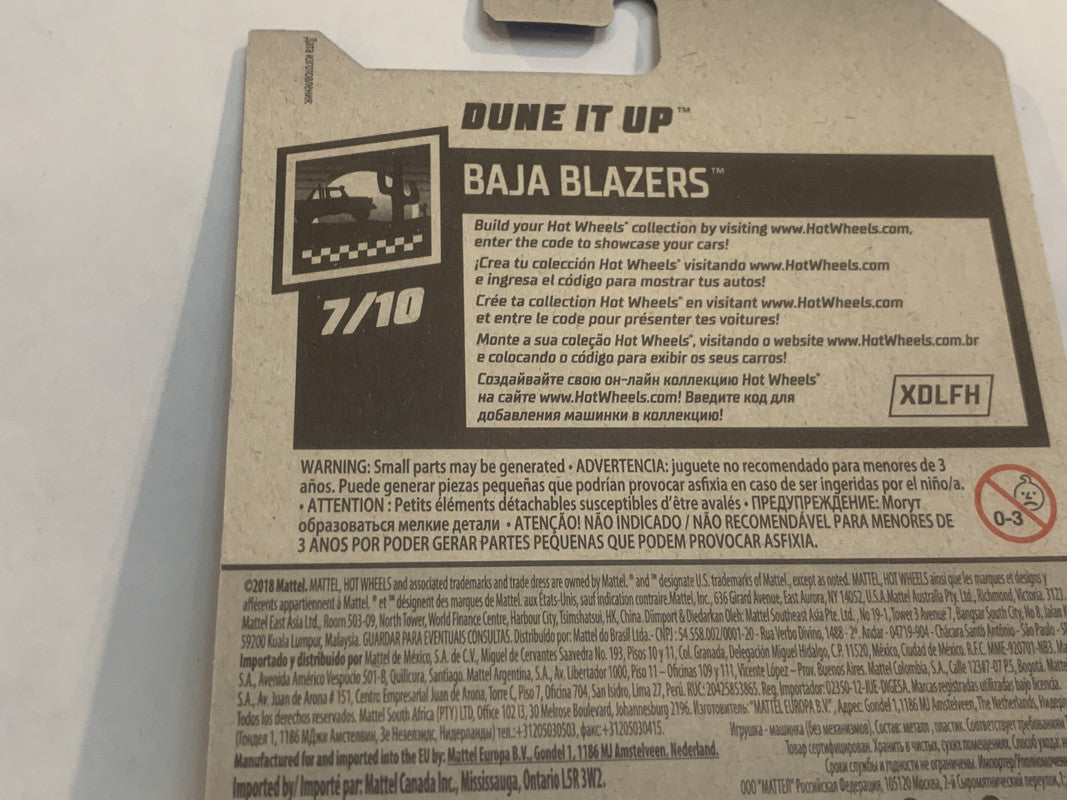 Дата изготовления:
DUNE IT UP™
BAJA BLAZERS™
7/10
Build your Hot Wheels® collection by visiting www.HotWheels.com,
enter the code to showcase your cars!
¡Crea tu colección Hot Wheels® visitando www.HotWheels.com
e ingresa el código para mostrar tus autos!
Crée ta collection Hot Wheels® en visitant www.HotWheels.com
et entre le code pour présenter tes voitures!
Monte a sua coleção Hot Wheels®, visitando o website www.HotWheels.com.br
e colocando o código para exibir os seus carros!
Создайвайте свою он-лайн коллекцию Hot Wheels®
на сайте www.HotWheels.com! Введите код для
добавления машинки в коллекцию!
XDLFH
WARNING: Small parts may be generated • ADVERTENCIA: juguete no recomendado para menores de 3
años. Puede generar piezas pequeñas que podrían provocar asfixia en caso de ser ingeridas por el niño/a.
• ATTENTION : Petits éléments détachables susceptibles d'être avalés • ПРЕДУПРЕЖДЕНИЕ: Могут
образоваться мелкие детали • ATENÇÃO! NÃO INDICADO / NÃO RECOMENDÁVEL PARA MENORES DE
3 ANOS POR PODER GERAR PARTES PEQUENAS QUE PODEM PROVOCAR ASFIXIA.
0-3
©2018 Mattel. MATTEL, HOT WHEELS and associated trademarks and trade dress are owned by Mattel. ® and ™ designate U.S. trademarks of Mattel, except as noted. MATTEL, HOT WHEELS ainsi que les marques et designs y
afférents appartiennent à Mattel. ® et ™ désignent des marques de Mattel. aux États-Unis, sauf indication contraire.Mattel, Inc., 636 Girard Avenue, East Aurora, NY 14052, U.S.A.Mattel Australia Pty. Ltd., Richmond, Victoria. 3121.
Mattel East Asia Ltd., Room 503-09, North Tower, World Finance Centre, Harbour City, Tsimshatsui, HK, China. Diimport & Diedarkan Oleh: Mattel Southeast Asia Pte. Ltd., No 19-1, Tower 3 Avenue 7, Bangsar South City, No 8, Jalan
59200 Kuala Lumpur, Malaysia. GUARDAR PARA EVENTUAIS CONSULTAS. Distribuido por: Mattel do Brasil Ltda.- CNPJ : 54.558.002/0001-20 - Rua Verbo Divino, 1488 - 2º. Andar - 04719-904 - Chácara Santo Antônio - São Paulo -
Importado y distribuido por Mattel de México, S.A. de C.V., Miguel de Cervantes Saavedra No. 193, Pisos 10 y 11, Col. Granada, Delegación Miguel Hidalgo, C.P. 11520, México, Ciudad de México. R.F.C. MME-920701-NB3.
S.A., Avenida Américo Vespucio 501-B, Quilicura, Santiago. Mattel Argentina, S.A., Av. Libertador 1000, Piso 11 – Oficinas 109 y 111, Vicente López – Prov. Buenos Aires. Mattel Colombia, S.A., Calle 123#7-07 P.5, Bogotá.
S.A., Av. Juan de Arona # 151, Centro Empresarial Juan de Arona, Torre C, Piso 7, Oficina 704, San Isidro, Lima 27, Perú. RUC: 20425853865. Reg. Importador: 02350-12-JUE-DIGESA. Marcas registradas utilizadas bajo licencia.
Todos los derechos reservados. Mattel South Africa (PTY) LTD, Office 102 I3, 30 Melrose Boulevard, Johannesburg 2196. Изготовитель: "MATTEL EUROPA B.V.", Адрес: Gondel 1, 1186 MJ Amstelveen, The Netherlands,
(Гондел 1, 1186 МДжи Амстелвин, Зе Незелэндс, Нидерланды) тел.:+31205030503, факс:+31205030415.
Игрушка - машинка (без механизмов). Состав: металл, пластик. Соответствует требованиям
Manufactured for and imported into the EU by: Mattel Europa B.V., Gondel 1, 1186 MJ Amstelveen. Nederland.
Товар сертифицирован. Хранить в чистых, сухих помещениях. Способ ухода:
Imported by/Importé par: Mattel Canada Inc., Mississauga, Ontario L5R 3W2.
Сроки службы и годности не ограничены.
ООО "МАТТЕЛ" Российская Федерация, 105120 Москва, 2-й Сыромятнический переулок,